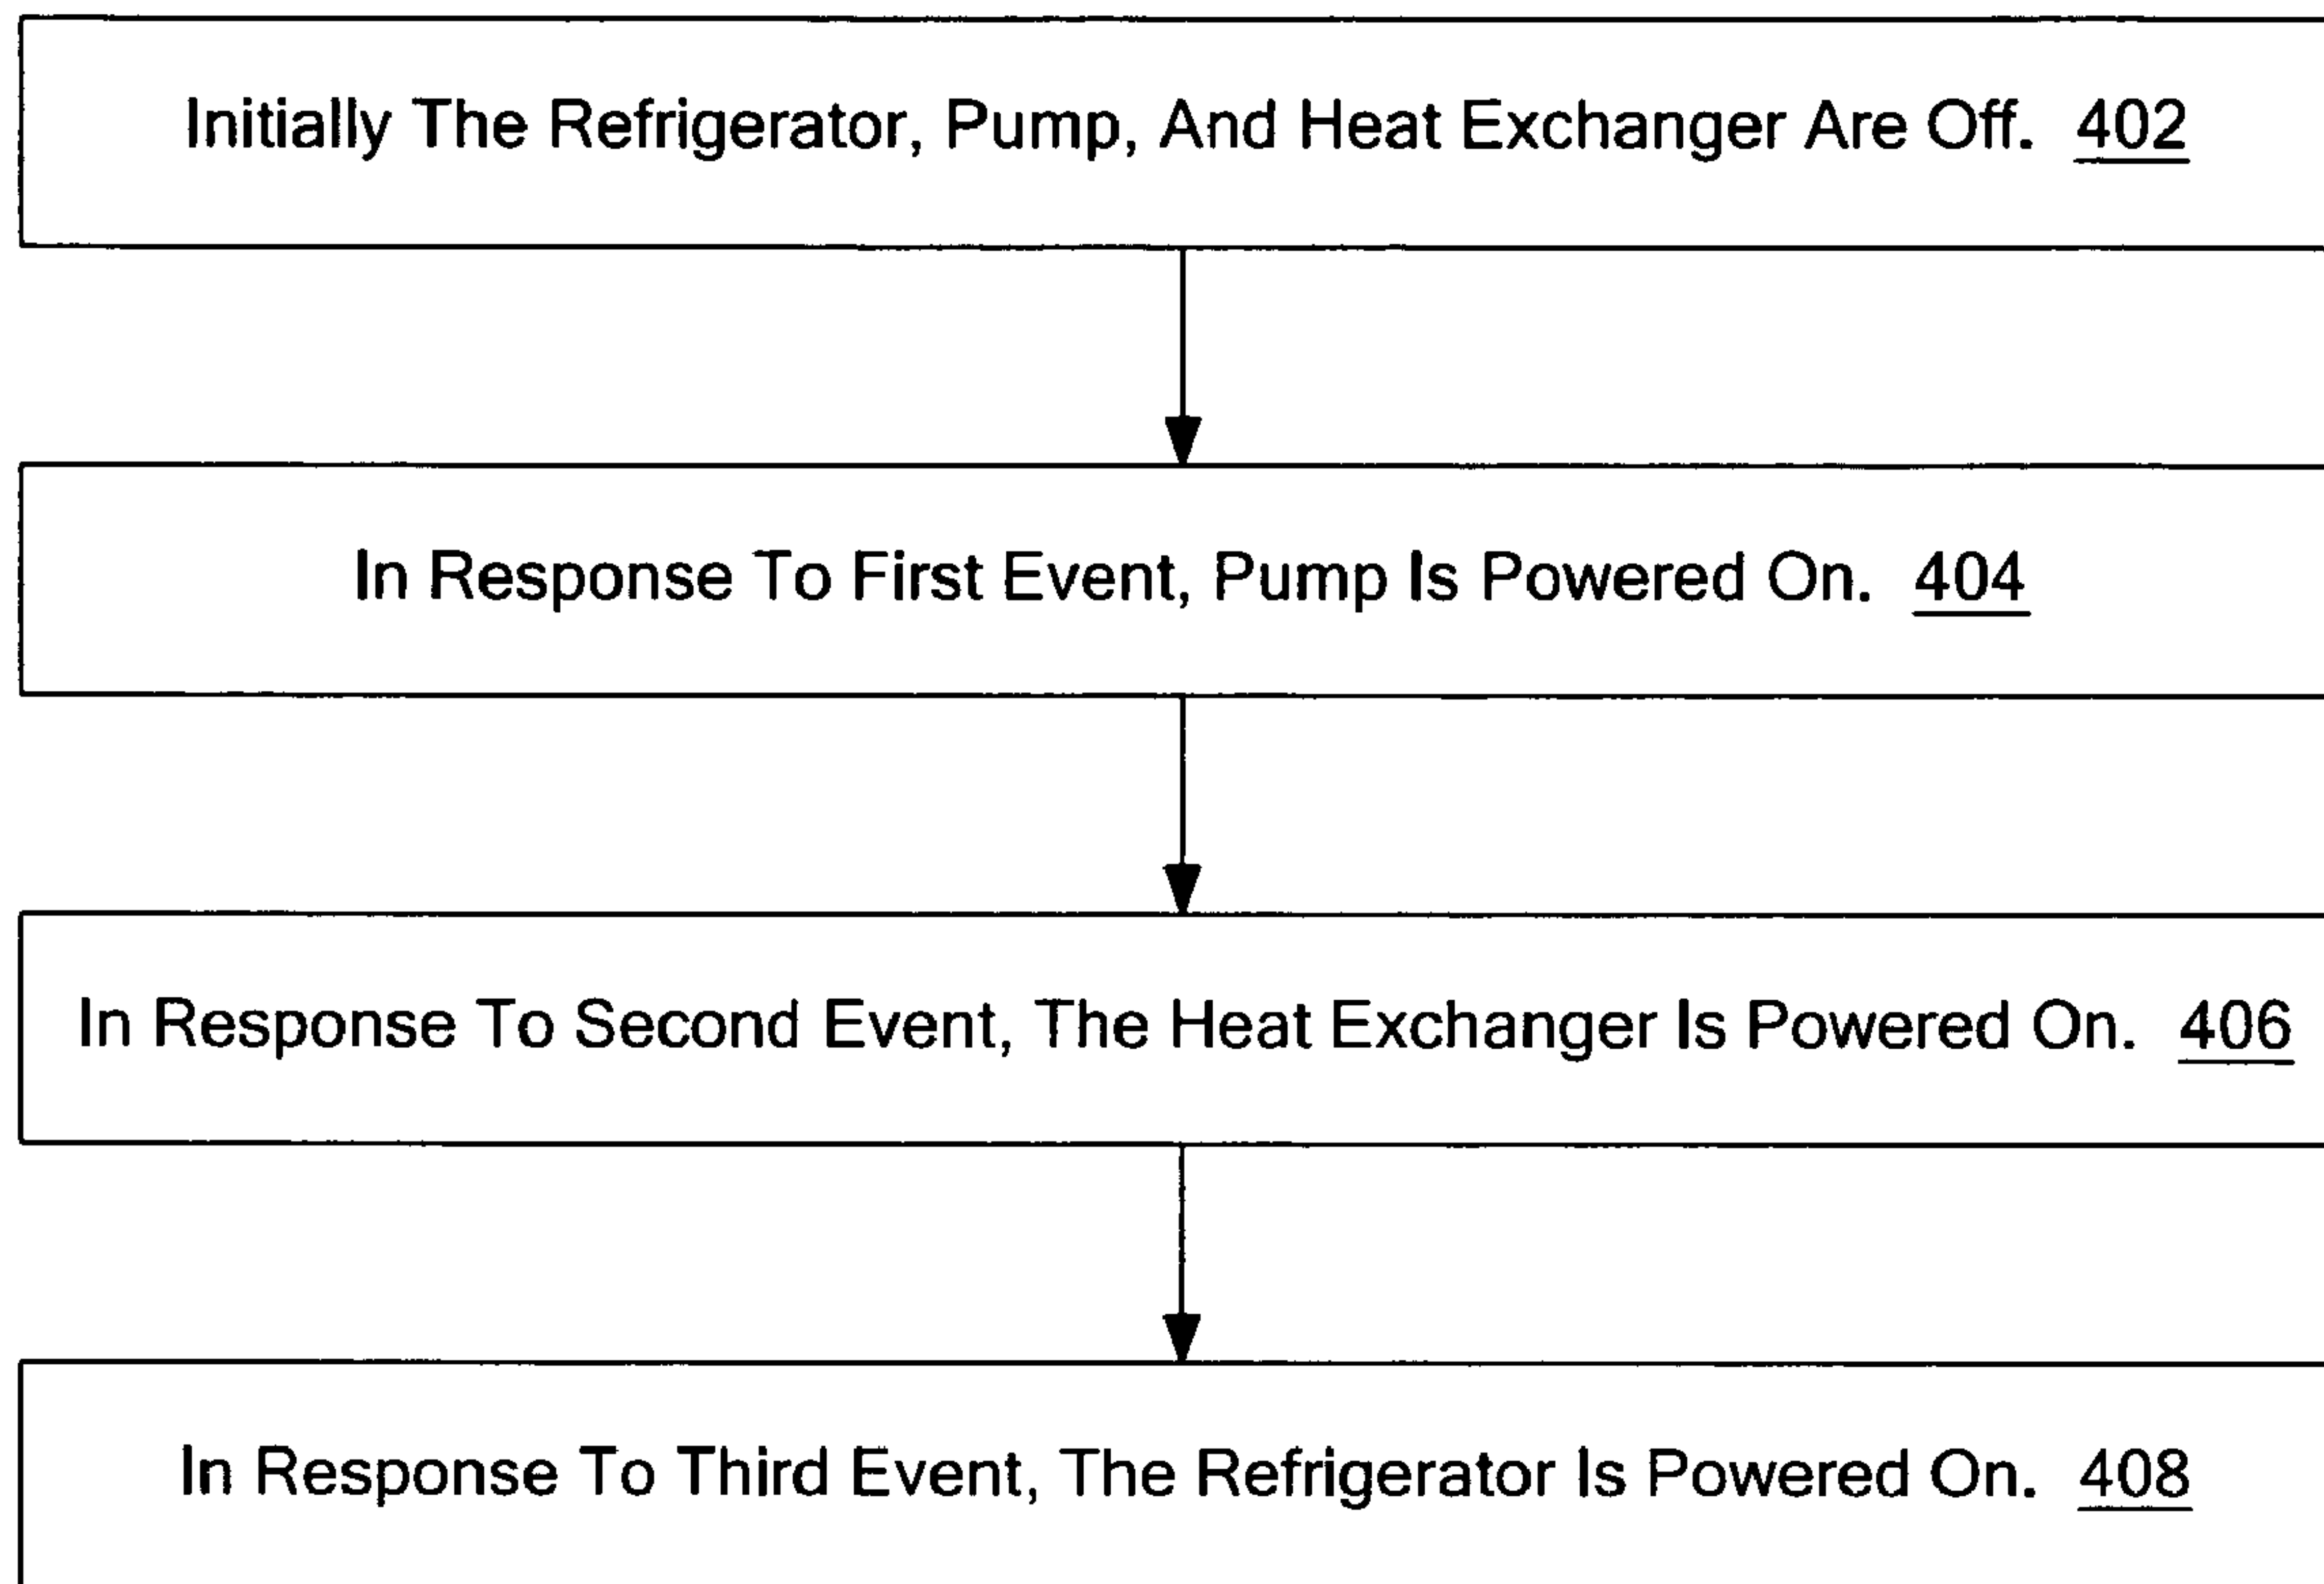 Initially The Refrigerator, Pump, And Heat Exchanger Are Off. 402
In Response To First Event, Pump Is Powered On. 404
In Response To Second Event, The Heat Exchanger Is Powered On. 406
In Response To Third Event, The Refrigerator Is Powered On. 408